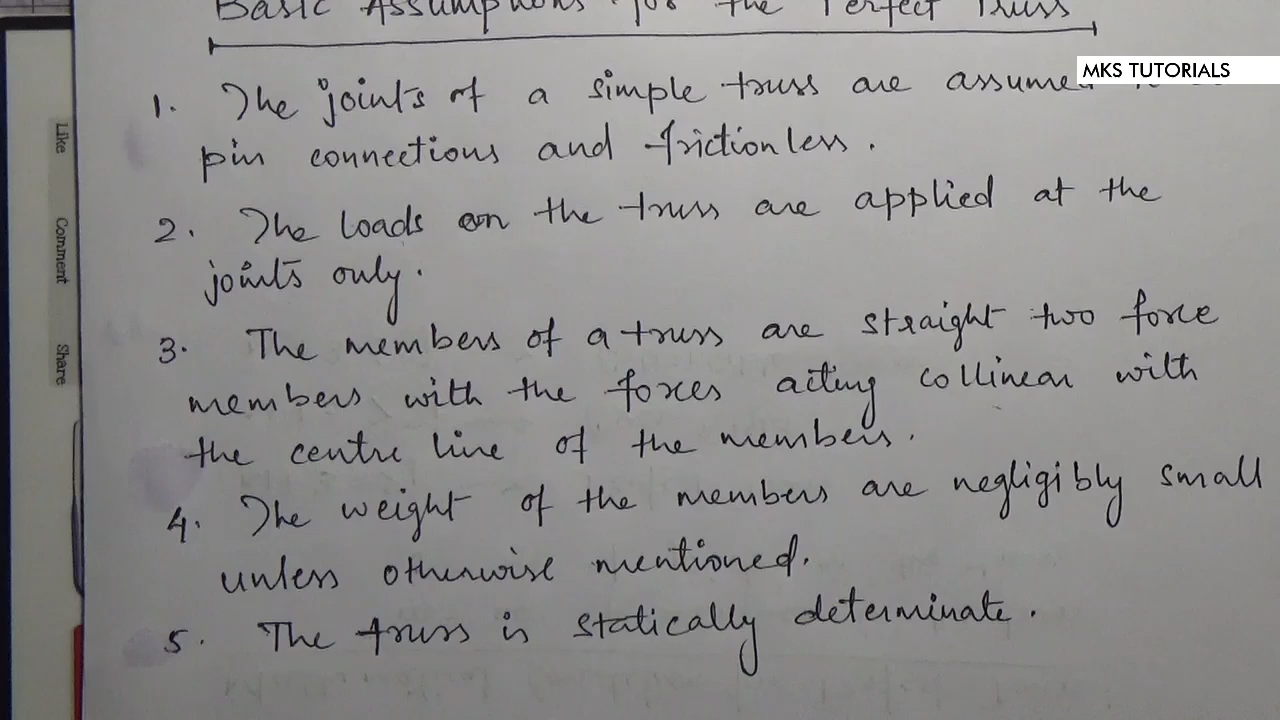 Basic Assumptions for the Perfect Truss
MKS TUTORIALS
1. The joints of a simple truss are assumed
pin connections and frictionless.
2. The loads on the truss are applied at the
joints only.
3. The members of a truss are straight two force
members with the forces acting collinear with
the centre line of the members.
4. The weight of the members are negligibly small
unless otherwise mentioned.
5. The truss is statically determinate.
Like
Comment
Share